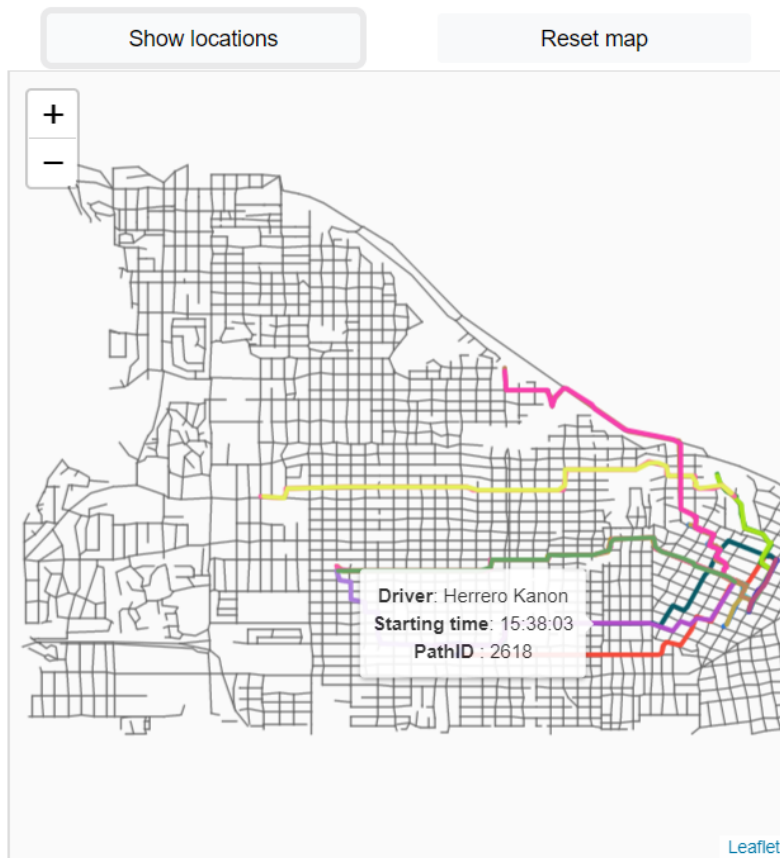 Show locations
Reset map
+
−
Driver: Herrero Kanon
Starting time: 15:38:03
PathID : 2618
Leaflet